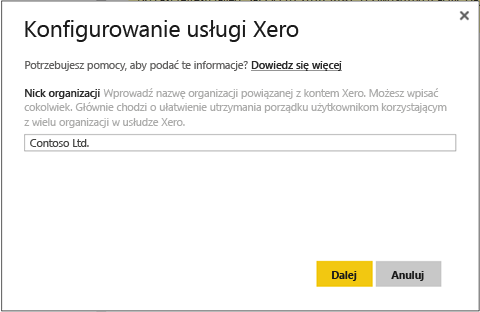 Konfigurowanie usługi Xero
Potrzebujesz pomocy, aby podać te informacje? Dowiedz się więcej
Nick organizacji Wprowadź nazwę organizacji powiązanej z kontem Xero. Możesz wpisać
cokolwiek. Głównie chodzi o ułatwienie utrzymania porządku użytkownikom korzystającym
z wielu organizacji w usłudze Xero.
Contoso Ltd.
Dalej Anuluj